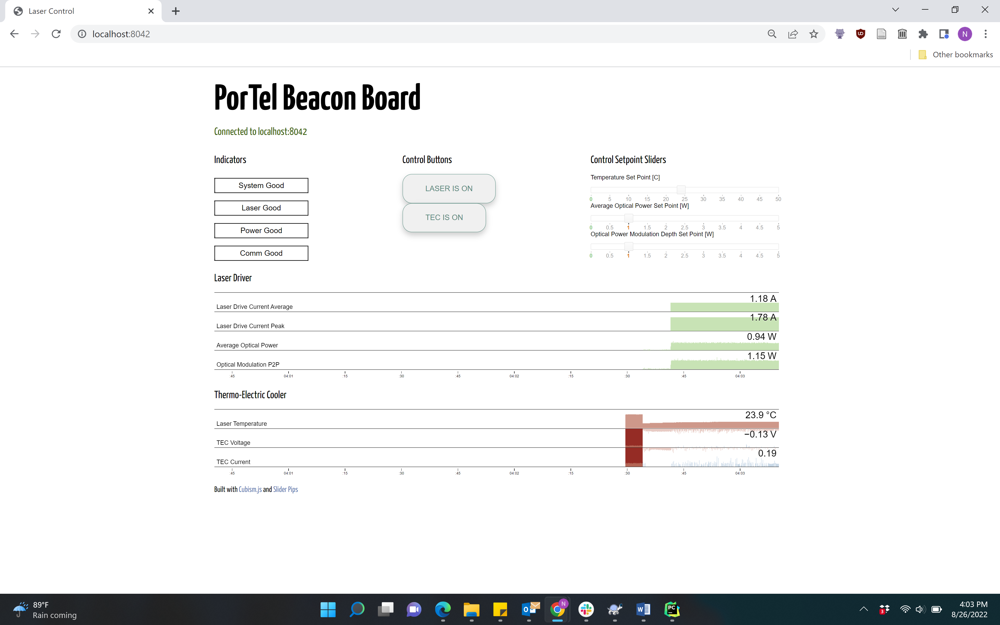 Laser Control
localhost:8042
N
Other bookmarks
PorTel Beacon Board
Connected to localhost:8042
Indicators
Control Buttons
Control Setpoint Sliders
System Good
Laser Good
Power Good
Comm Good
LASER IS ON
TEC IS ON
Temperature Set Point [C]
0 5 10 15 20 25 30 35 40 45 50
Average Optical Power Set Point [W]
0 0.5 1 1.5 2 2.5 3 3.5 4 4.5 5
Optical Power Modulation Depth Set Point [W]
0 0.5 1 1.5 2 2.5 3 3.5 4 4.5 5
Laser Driver
Laser Drive Current Average 1.18 A
Laser Drive Current Peak 1.78 A
Average Optical Power 0.94 W
Optical Modulation P2P 1.15 W
:45 04:01 :15 :30 :45 04:02 :15 :30 :45 04:03
Thermo-Electric Cooler
Laser Temperature 23.9 °C
TEC Voltage −0.13 V
TEC Current 0.19
:45 04:01 :15 :30 :45 04:02 :15 :30 :45 04:03
Built with Cubism.js and Slider Pips
89°F
Rain coming
N
PC
3
4:03 PM
8/26/2022